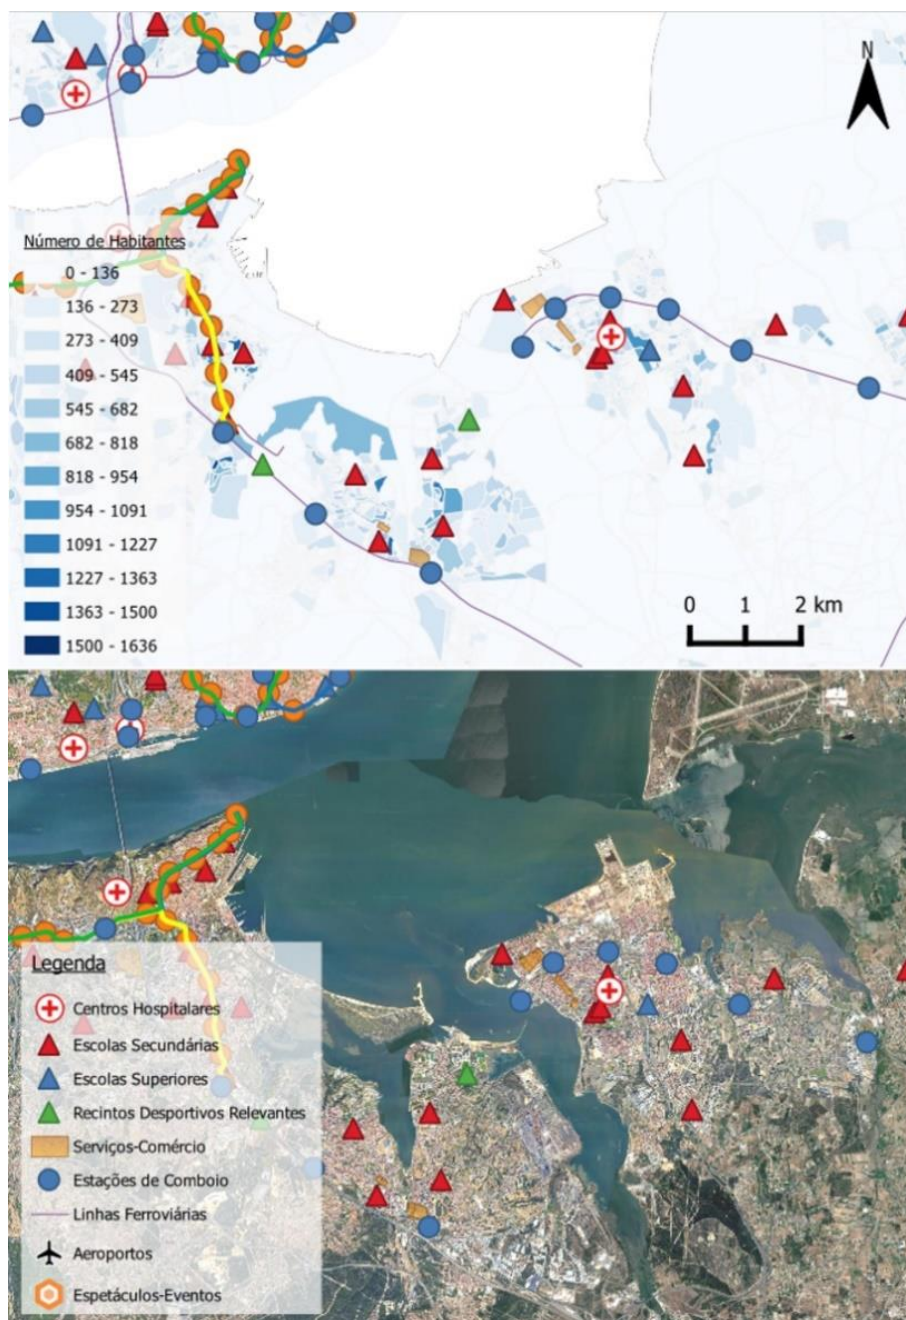 N
Número de Habitantes
0 - 136
136 - 273
273 - 409
409 - 545
545 - 682
682 - 818
818 - 954
954 - 1091
1091 - 1227
1227 - 1363
1363 - 1500
1500 - 1636
0 1 2 km
Legenda
Centros Hospitalares
Escolas Secundárias
Escolas Superiores
Recintos Desportivos Relevantes
Serviços-Comércio
Estações de Comboio
Linhas Ferroviárias
Aeroportos
Espetáculos-Eventos